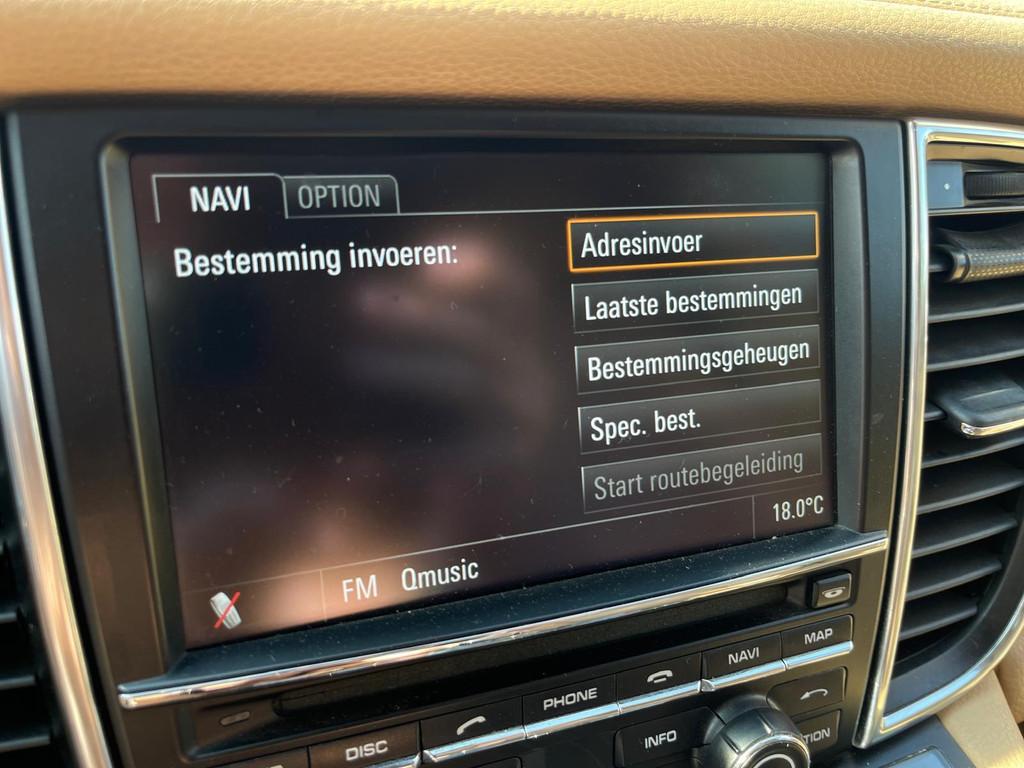 NAVI OPTION
Bestemming invoeren:
Adresinvoer
Laatste bestemmingen
Bestemmingsgeheugen
Spec. best.
Start routebegeleiding
18.0°C
FM Qmusic
DISC PHONE NAVI MAP
INFO